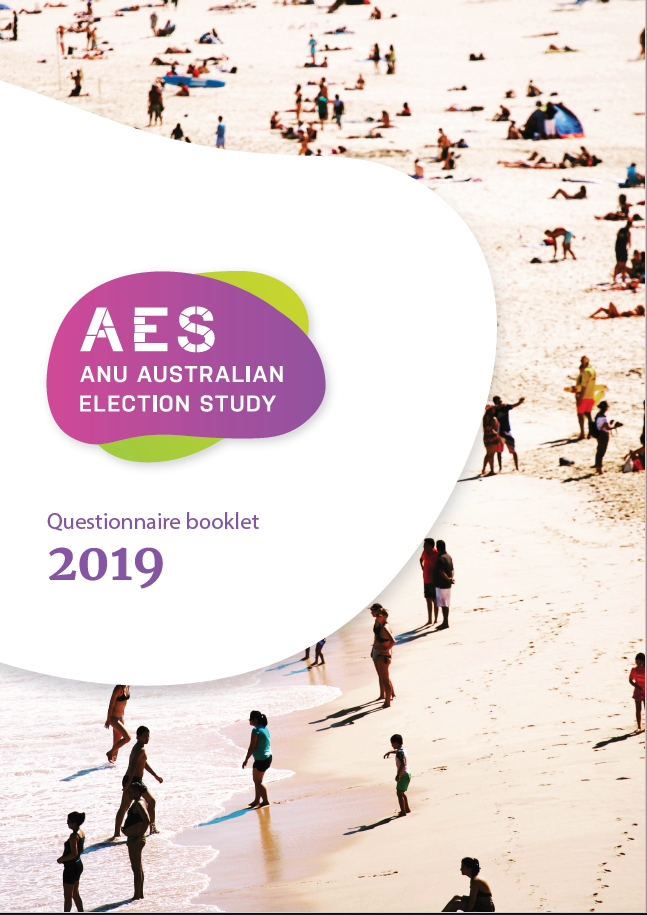 AES
ANU AUSTRALIAN
ELECTION STUDY
Questionnaire booklet
2019